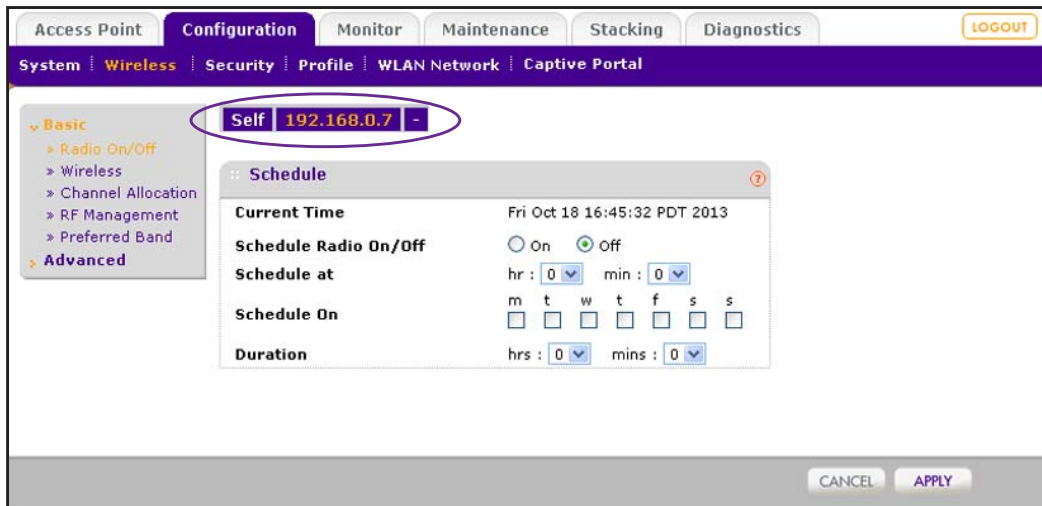 Access Point Configuration Monitor Maintenance Stacking Diagnostics LOGOUT
System Wireless Security Profile WLAN Network Captive Portal
Self 192.168.0.7 -
Basic
» Radio On/Off
» Wireless
» Channel Allocation
» RF Management
» Preferred Band
Advanced
:: Schedule ?
Current Time Fri Oct 18 16:45:32 PDT 2013
Schedule Radio On/Off On Off
Schedule at hr : 0 min : 0
m t w t f s s
Schedule On
Duration hrs : 0 mins : 0
CANCEL APPLY